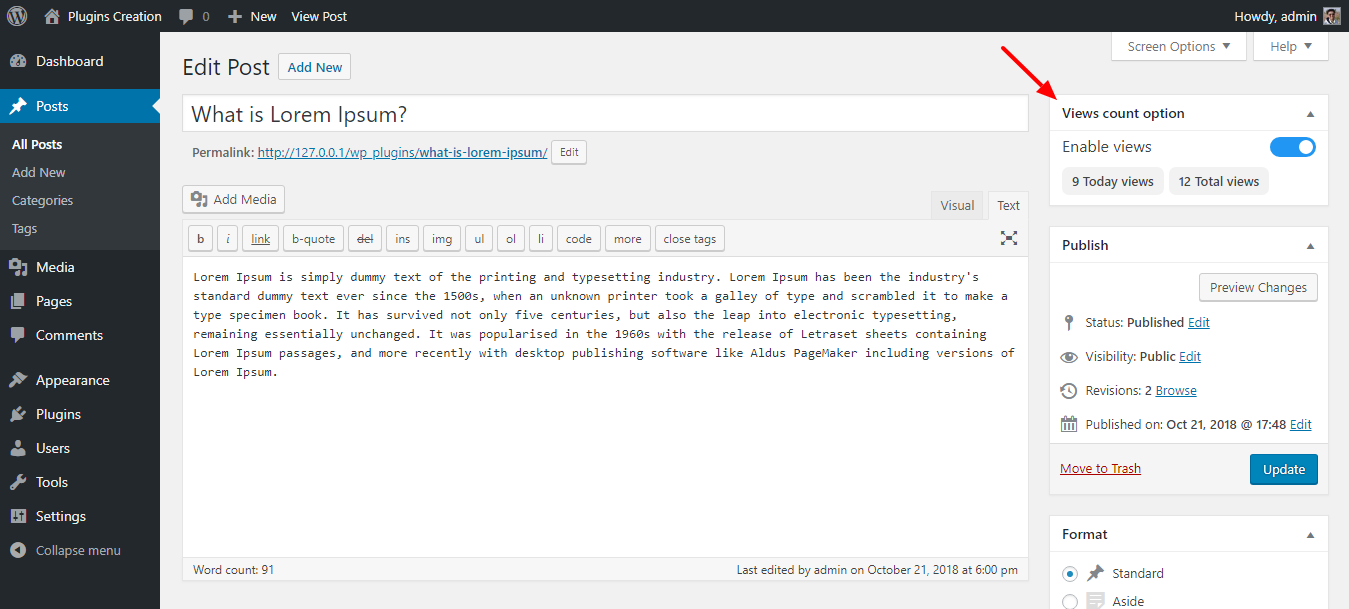 Plugins Creation 0 New View Post Howdy, admin
Dashboard
Posts
All Posts
Add New
Categories
Tags
Media
Pages
Comments
Appearance
Plugins
Users
Tools
Settings
Collapse menu
Screen Options Help
Edit Post Add New
What is Lorem Ipsum?
Permalink: http://127.0.0.1/wp_plugins/what-is-lorem-ipsum/ Edit
Add Media
Visual Text
b i link b-quote del ins img ul ol li code more close tags
Lorem Ipsum is simply dummy text of the printing and typesetting industry. Lorem Ipsum has been the industry's
standard dummy text ever since the 1500s, when an unknown printer took a galley of type and scrambled it to make a
type specimen book. It has survived not only five centuries, but also the leap into electronic typesetting,
remaining essentially unchanged. It was popularised in the 1960s with the release of Letraset sheets containing
Lorem Ipsum passages, and more recently with desktop publishing software like Aldus PageMaker including versions of
Lorem Ipsum.
Word count: 91 Last edited by admin on October 21, 2018 at 6:00 pm
Views count option
Enable views
9 Today views 12 Total views
Publish
Preview Changes
Status: Published Edit
Visibility: Public Edit
Revisions: 2 Browse
Published on: Oct 21, 2018 @ 17:48 Edit
Move to Trash Update
Format
Standard
Aside